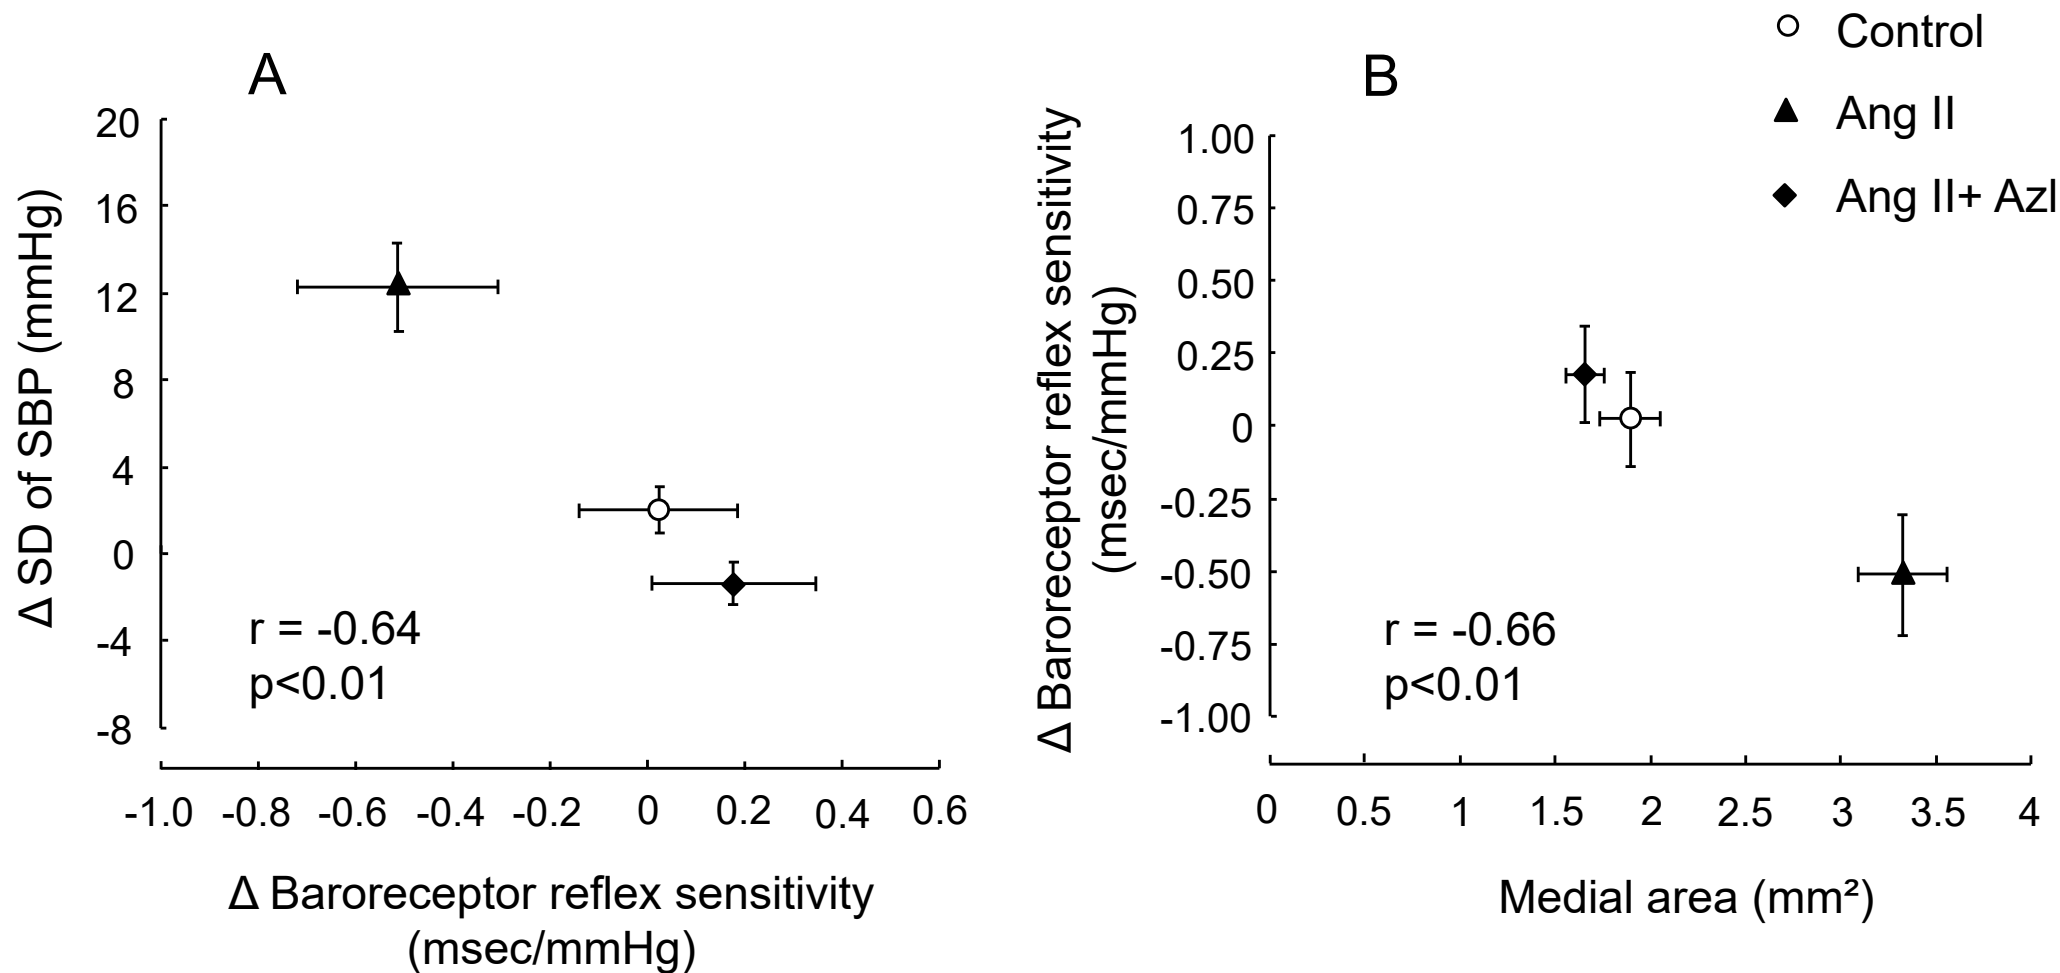 A
20
16
12
8
4
0
-4
-8
Δ SD of SBP (mmHg)
r = -0.64
p<0.01
-1.0 -0.8 -0.6 -0.4 -0.2 0 0.2 0.4 0.6
Δ Baroreceptor reflex sensitivity
(msec/mmHg)
B
Control
Ang II
Ang II+ Azl
Δ Baroreceptor reflex sensitivity
(msec/mmHg)
1.00
0.75
0.50
0.25
0
-0.25
-0.50
-0.75
-1.00
r = -0.66
p<0.01
0 0.5 1 1.5 2 2.5 3 3.5 4
Medial area (mm²)